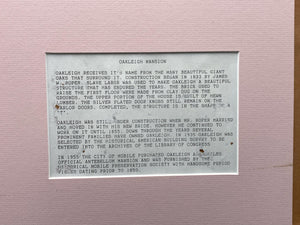 OAKLEIGH MANSION
OAKLEIGH RECEIVED IT'S NAME FROM THE MANY BEAUTIFUL GIANT
OAKS THAT SURROUND IT. CONSTRUCTION BEGAN IN 1833 BY JAMES
W. ROPER. SLAVE LABOR WAS USED TO MAKE OAKLEIGH A BEAUTIFUL
STRUCTURE THAT HAS ENDURED THE YEARS. THE BRICK USED TO
RAISE THE FIRST FLOOR WERE MADE FROM CLAY DUG ON THE
GROUNDS. THE UPPER PORTION OF THE HOUSE IS BUILT OF HEWN
LUMBER. THE SILVER PLATED DOOR KNOBS STILL REMAIN ON THE
PARLOR DOORS. COMPLETED, THE STRUCTURE IS IN THE SHAPE OF A
"T".
OAKLEIGH WAS STILL UNDER CONSTRUCTION WHEN MR. ROPER MARRIED
AND MOVED IN WITH HIS NEW BRIDE. HOWEVER HE CONTINUED TO
WORK ON IT UNTIL DOWN THROUGH THE YEARS SEVERAL
PROMINENT FAMILIES HAVE OWNED OAKLEIGH. IN 1935 OAKLEIGH WAS
SELECTED BY THE HISTORICAL AMERICAN BUILDING SURVEY TO BE
ENTERED INTO THE ARCHIVES OF THE LIBRARY OF CONGRESS.
IN 1955 THE CITY OF MOBILE PURCHASED OAKLEIGH AS MOBILES
OFFICIAL ANTEBELLUM MANSION AND WAS FURNISHED BY THE
HISTORICAL MOBILE PRESERVATION SOCIETY WITH HANDSOME PERIOD
PIECES DATING PRIOR TO 1850.